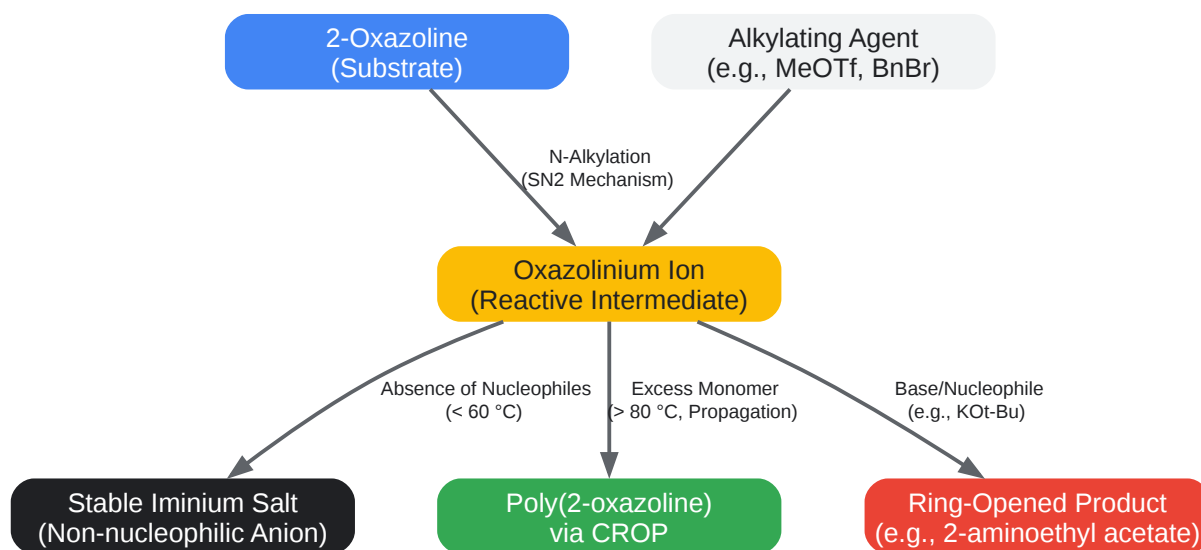 2-Oxazoline
(Substrate)
Alkylating Agent
(e.g., MeOTf, BnBr)
N-Alkylation
(SN2 Mechanism)
Oxazolinium Ion
(Reactive Intermediate)
Absence of Nucleophiles
(< 60 °C)
Excess Monomer
(> 80 °C, Propagation)
Base/Nucleophile
(e.g., KOt-Bu)
Stable Iminium Salt
(Non-nucleophilic Anion)
Poly(2-oxazoline)
via CROP
Ring-Opened Product
(e.g., 2-aminoethyl acetate)